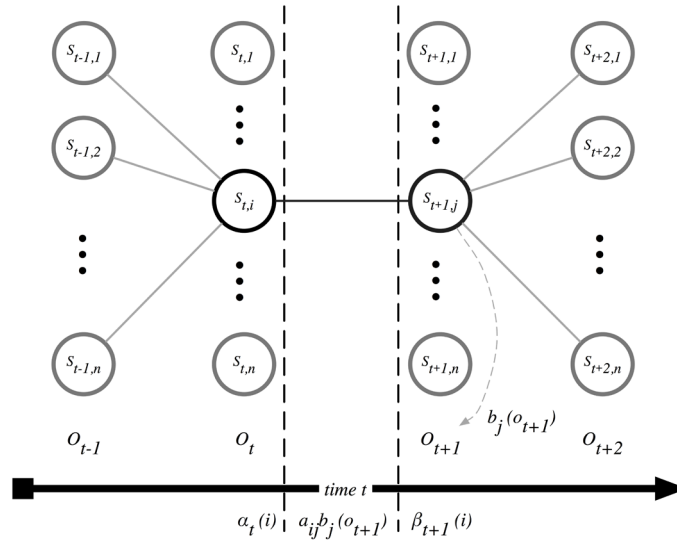 S_{t-1,1} S_{t,1} S_{t+1,1} S_{t+2,1}
S_{t-1,2} S_{t+2,2}
S_{t,i} S_{t+1,j}
S_{t-1,n} S_{t,n} S_{t+1,n} S_{t+2,n}
b_j(o_{t+1})
O_{t-1} O_t O_{t+1} O_{t+2}
time t
α_t(i) a_{ij}b_j(o_{t+1}) β_{t+1}(i)